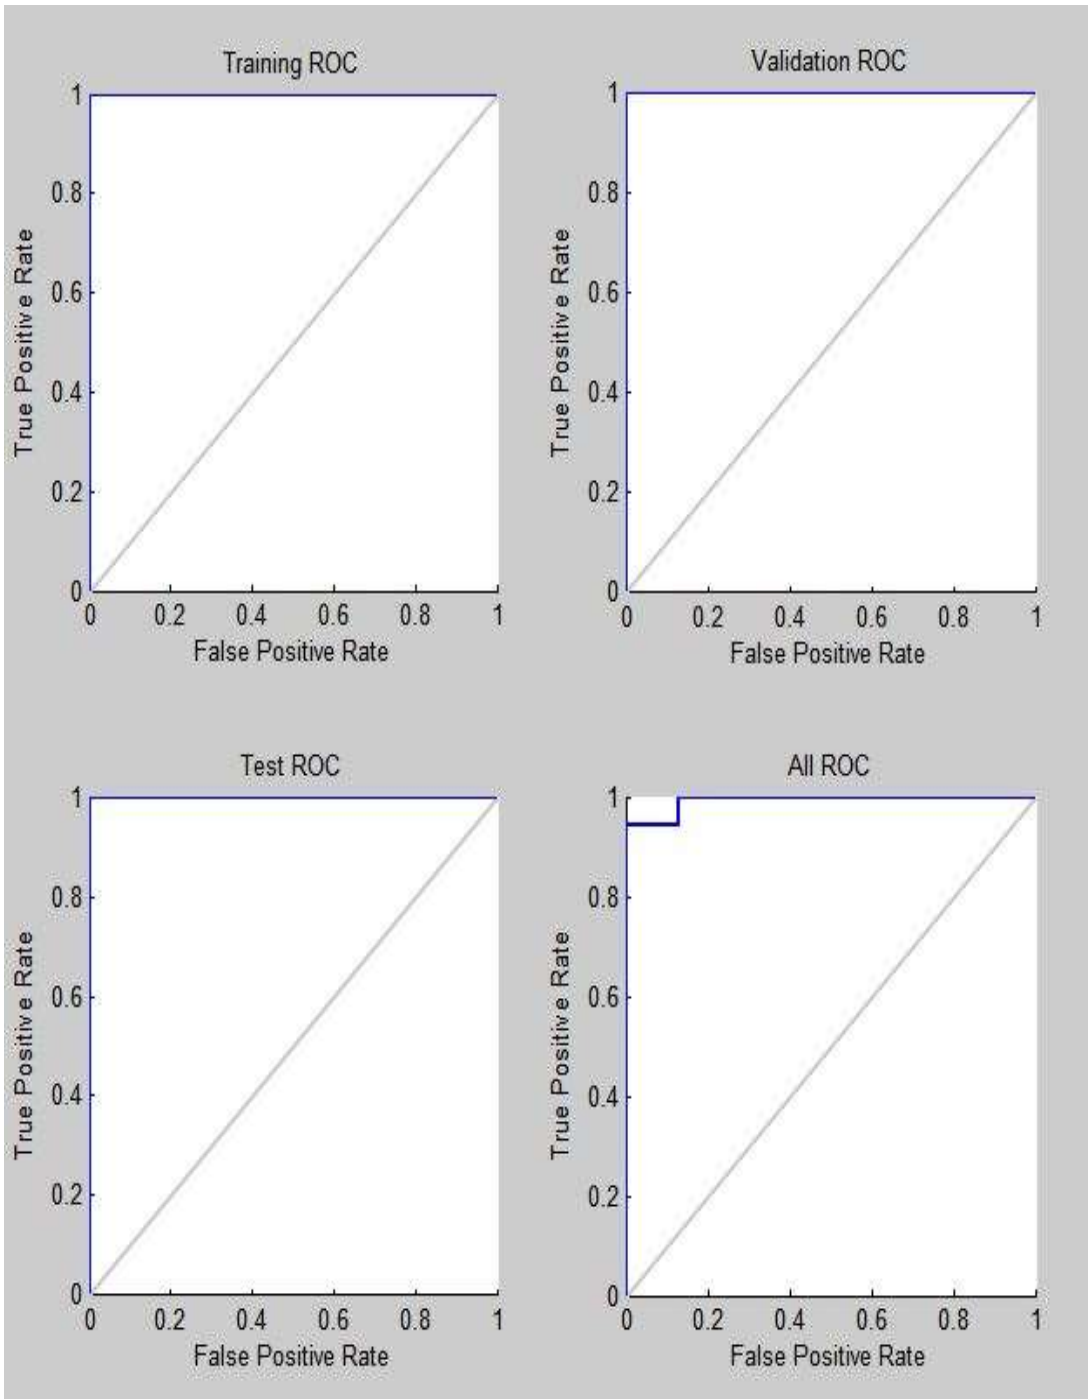 Training ROC
1
0.8
0.6
0.4
0.2
0
True Positive Rate
0 0.2 0.4 0.6 0.8 1
False Positive Rate
Validation ROC
1
0.8
0.6
0.4
0.2
0
True Positive Rate
0 0.2 0.4 0.6 0.8 1
False Positive Rate
Test ROC
1
0.8
0.6
0.4
0.2
0
True Positive Rate
0 0.2 0.4 0.6 0.8 1
False Positive Rate
All ROC
1
0.8
0.6
0.4
0.2
0
True Positive Rate
0 0.2 0.4 0.6 0.8 1
False Positive Rate